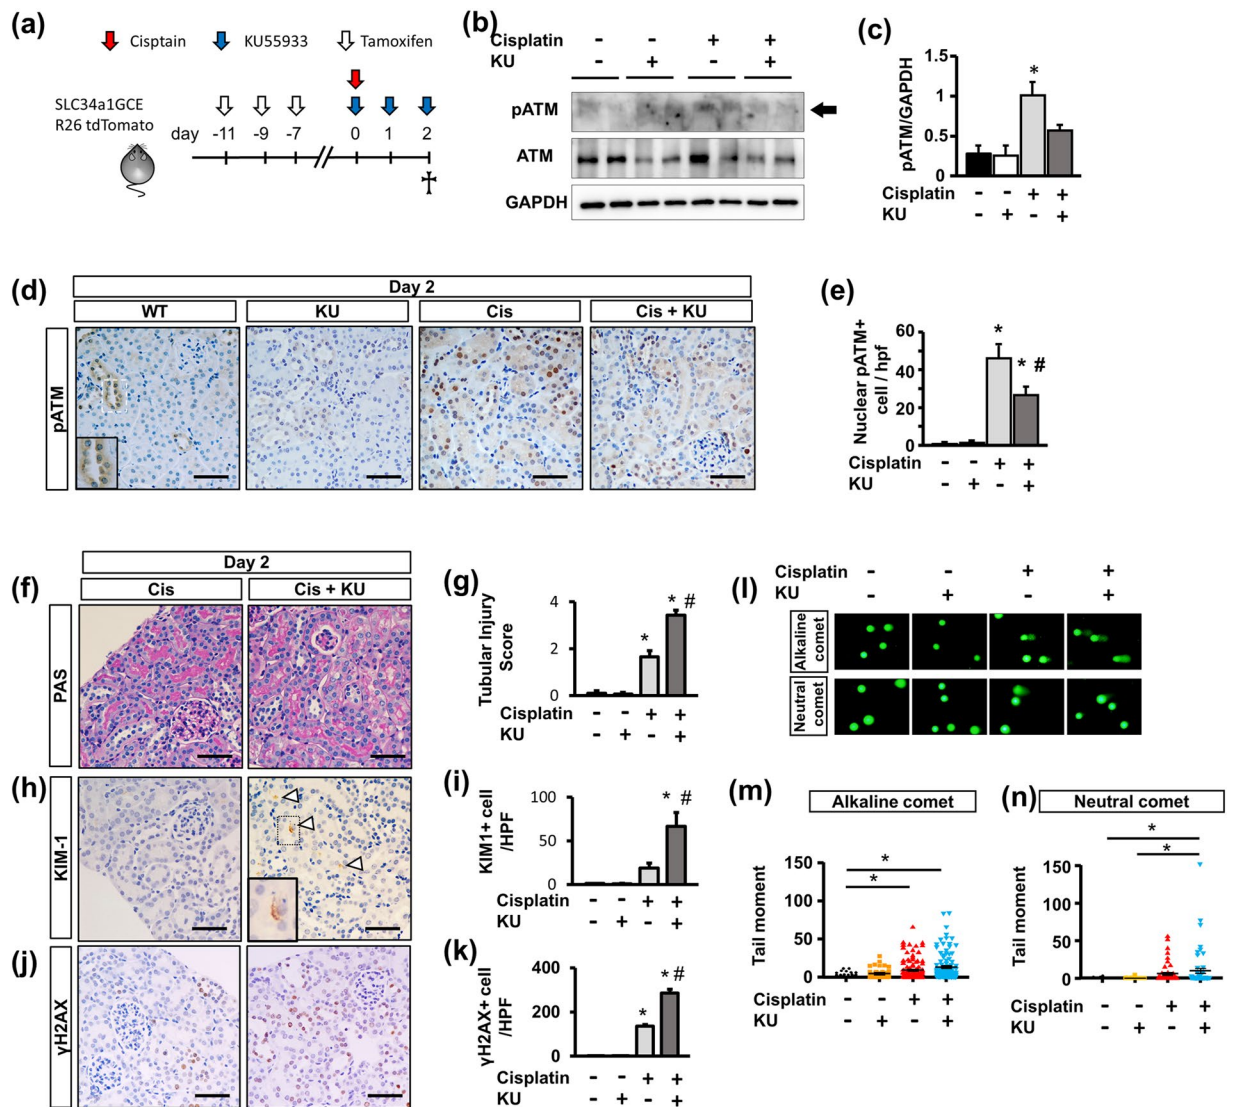 (a)
Cisptain KU55933 Tamoxifen
SLC34a1GCE
R26 tdTomato
day -11 -9 -7 0 1 2
(b)
Cisplatin - - + +
KU - + - +
pATM
ATM
GAPDH
(c)
pATM/GAPDH
1.5
1
0.5
0
*
Cisplatin - - + +
KU - + - +
(d)
Day 2
WT KU Cis Cis + KU
pATM
(e)
Nuclear pATM+
cell / hpf
60
40
20
0
* * #
Cisplatin - - + +
KU - + - +
(f)
Day 2
Cis Cis + KU
PAS
(g)
Tubular Injury
Score
4
2
0
* * #
Cisplatin - - + +
KU - + - +
(h)
KIM-1
(i)
KIM1+ cell
/HPF
100
50
0
* #
Cisplatin - - + +
KU - + - +
(j)
γH2AX
(k)
γH2AX+ cell
/HPF
400
200
0
* * #
Cisplatin - - + +
KU - + - +
(l)
Cisplatin - - + +
KU - + - +
Alkaline
comet
Neutral
comet
(m)
Alkaline comet
Tail moment
150
100
50
0
*
*
Cisplatin - - + +
KU - + - +
(n)
Neutral comet
Tail moment
150
100
50
0
*
*
Cisplatin - - + +
KU - + - +